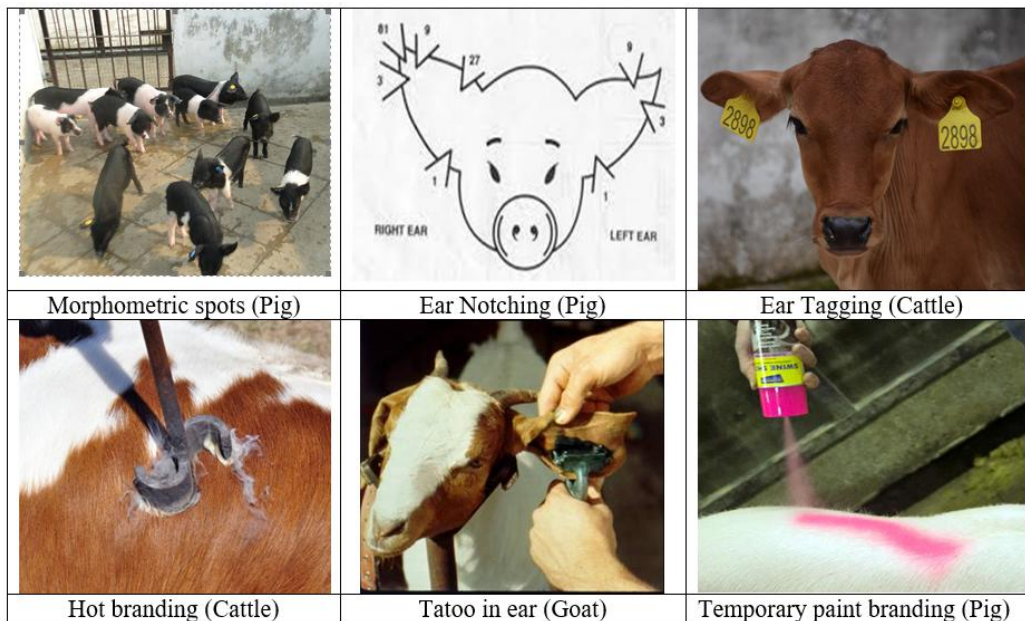 81
9
27
9
3
3
1
1
RIGHT EAR
LEFT EAR
2898
2898
Morphometric spots (Pig)
Ear Notching (Pig)
Ear Tagging (Cattle)
SWINE
Hot branding (Cattle)
Tatoo in ear (Goat)
Temporary paint branding (Pig)